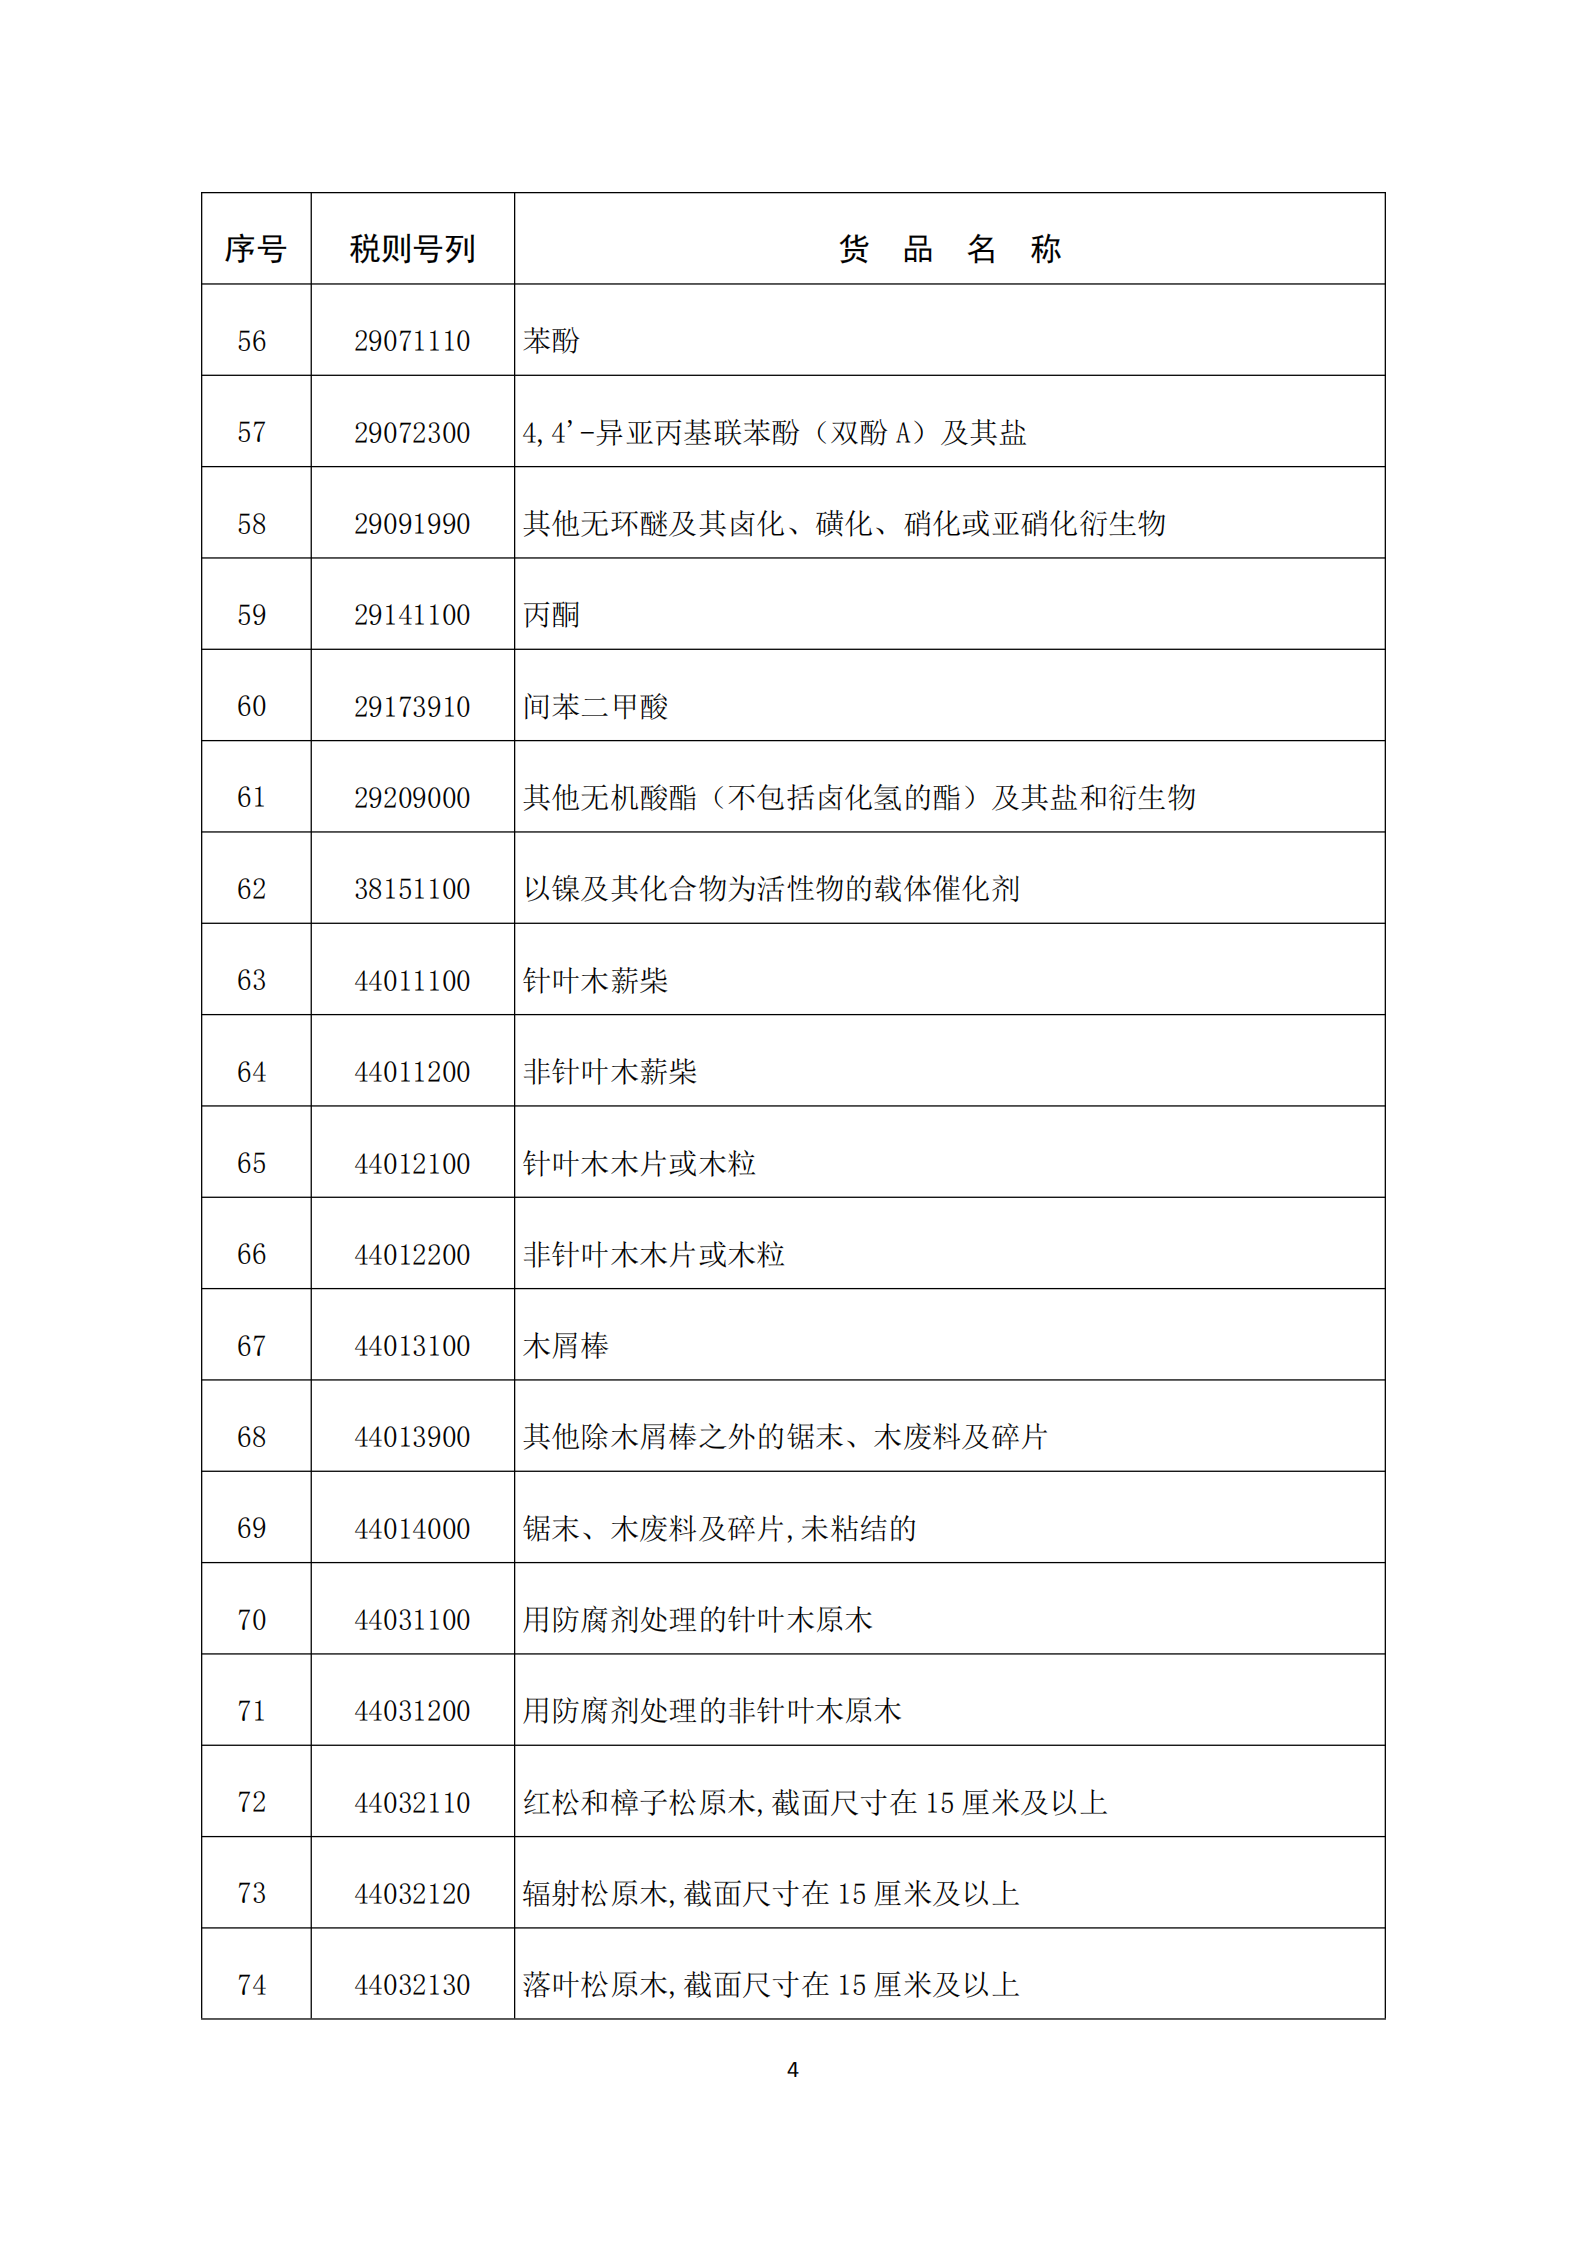 序号 税则号列 货 品 名 称
56 29071110 苯酚
57 29072300 4,4'-异亚丙基联苯酚（双酚 A）及其盐
58 29091990 其他无环醚及其卤化、磺化、硝化或亚硝化衍生物
59 29141100 丙酮
60 29173910 间苯二甲酸
61 29209000 其他无机酸酯（不包括卤化氢的酯）及其盐和衍生物
62 38151100 以镍及其化合物为活性物的载体催化剂
63 44011100 针叶木薪柴
64 44011200 非针叶木薪柴
65 44012100 针叶木木片或木粒
66 44012200 非针叶木木片或木粒
67 44013100 木屑棒
68 44013900 其他除木屑棒之外的锯末、木废料及碎片
69 44014000 锯末、木废料及碎片,未粘结的
70 44031100 用防腐剂处理的针叶木原木
71 44031200 用防腐剂处理的非针叶木原木
72 44032110 红松和樟子松原木,截面尺寸在 15 厘米及以上
73 44032120 辐射松原木,截面尺寸在 15 厘米及以上
74 44032130 落叶松原木,截面尺寸在 15 厘米及以上
4